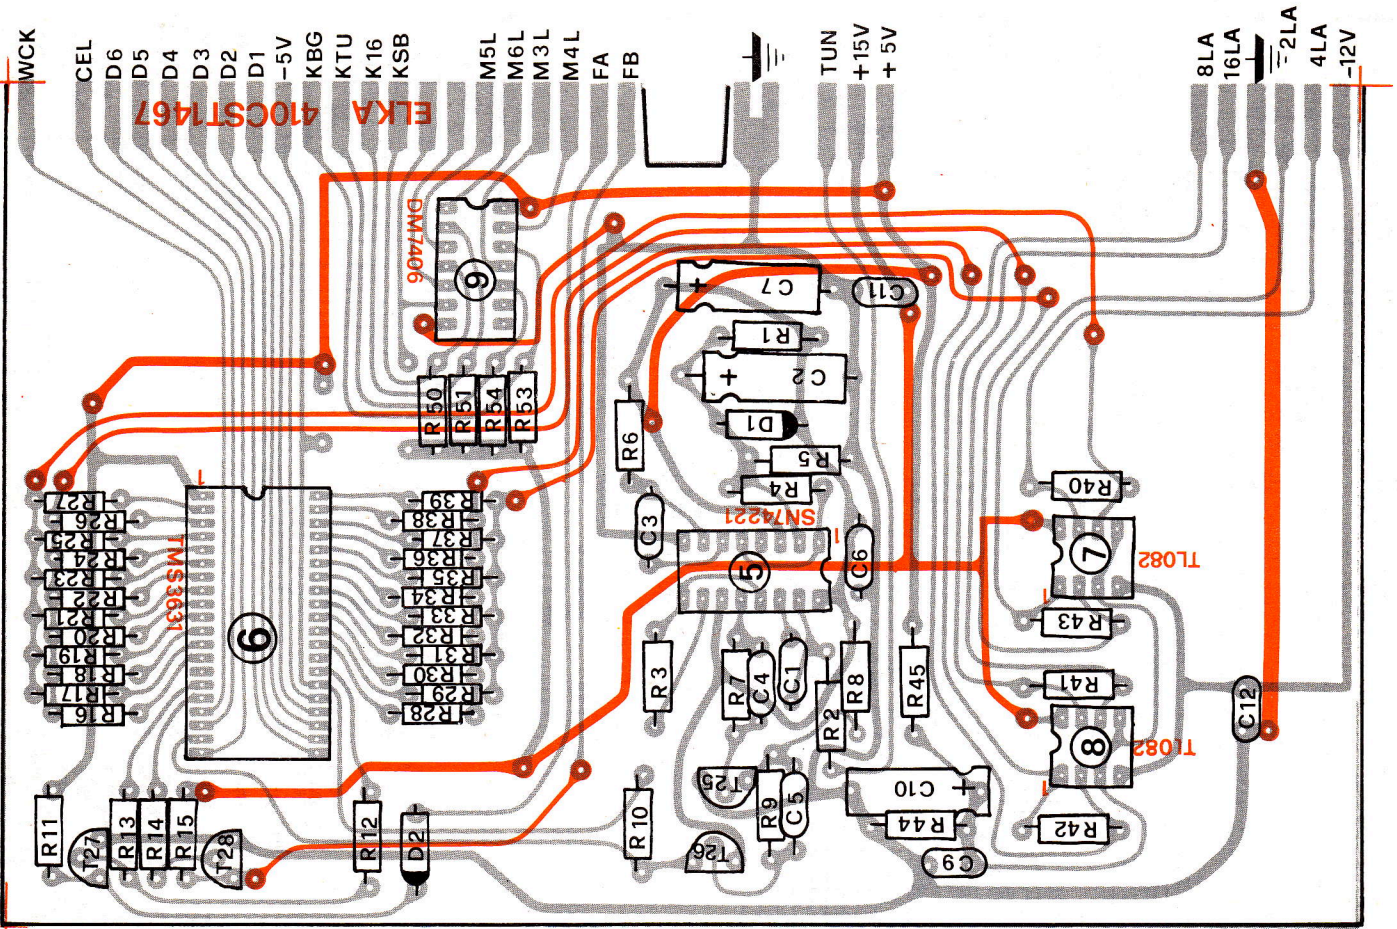 WCK
CEL
D6
D5
D4
D3
D2
D1
-5V
KBG
KTU
K16
KSB
M5L
M6L
M3L
M4L
FA
FB
TUN
+15V
+5V
8LA
16LA
2LA
4LA
-12V
ELKA 410CST1467
DM7406
9
C7
C11
R1
C2
D1
R50
R51
R54
R53
R6
R5
R4
SN74221
1
C3
5
C6
R40
7
TL082
1
R43
R41
8
TL082
1
1
TMS3631
6
R27
R26
R25
R24
R23
R22
R21
R20
R19
R18
R17
R16
R39
R38
R37
R36
R35
R34
R33
R32
R31
R30
R29
R28
R3
R7
C4
C1
R2
R8
R45
C12
R11
T27
R13
R14
R15
T28
R12
D2
R10
T25
T26
R9
C5
C10
R44
C9
R42